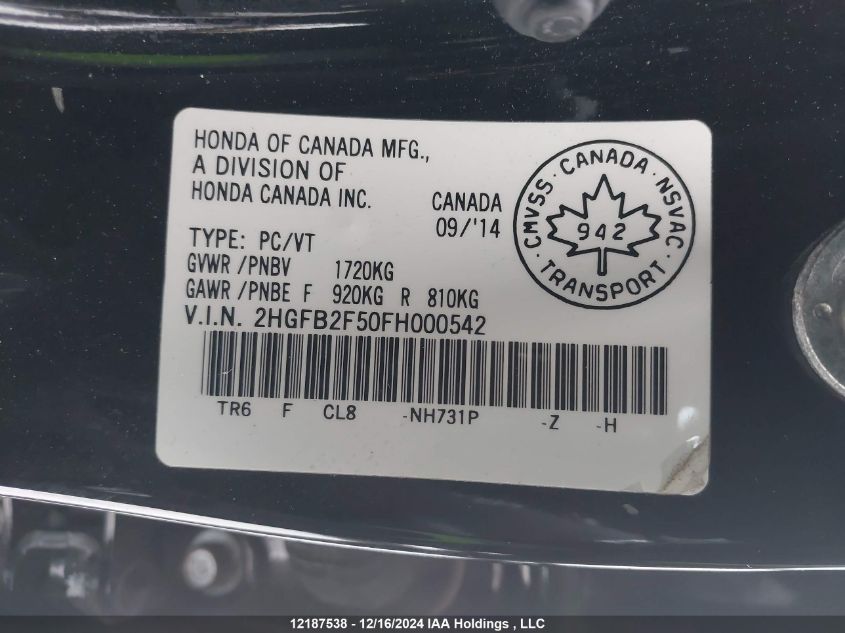 HONDA OF CANADA MFG.,
A DIVISION OF
HONDA CANADA INC.
CANADA
09/'14
TYPE: PC/VT
GVWR /PNBV 1720KG
GAWR /PNBE F 920KG R 810KG
V.I.N. 2HGFB2F50FH000542
CMVSS · CANADA · NSVAC · TRANSPORT ·
942
TR6 F CL8 -NH731P -Z -H
12187538 - 12/16/2024 IAA Holdings , LLC